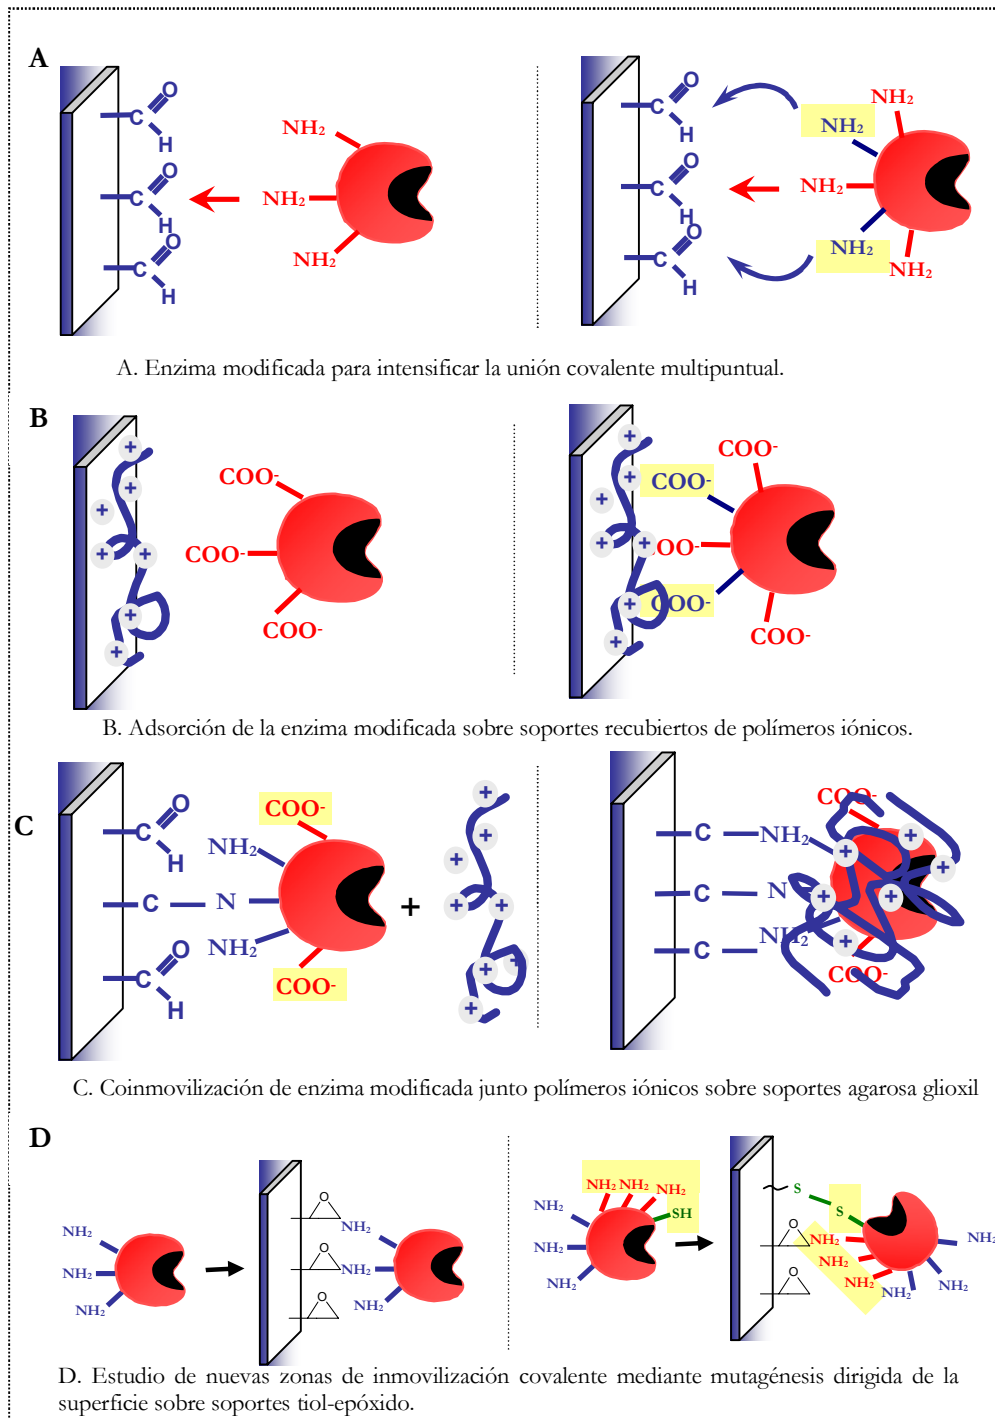 A
O
C
H
O
C
H
O
C
H
NH2
NH2
NH2
O
C
H
O
C
H
O
C
H
NH2
NH2
NH2
NH2
NH2
A. Enzima modificada para intensificar la unión covalente multipuntual.
B
+
+
+
+
+
+
+
COO-
COO-
COO-
+
+
+
+
+
+
+
COO-
COO-
COO-
COO-
COO-
B. Adsorción de la enzima modificada sobre soportes recubiertos de polímeros iónicos.
C
O
C
H
C
N
O
C
H
COO-
NH2
NH2
COO-
+
+
+
+
+
+
+
+
+
C
NH2
C
N
C
NH2
COO-
COO-
+
+
+
+
+
+
C. Coinmovilización de enzima modificada junto polímeros iónicos sobre soportes agarosa glioxil
D
NH2
NH2
NH2
O
O
O
NH2
NH2
NH2
NH2
NH2
NH2
SH
NH2
NH2
NH2
S
S
O
O
NH2
NH2
NH2
NH2
NH2
NH2
D. Estudio de nuevas zonas de inmovilización covalente mediante mutagénesis dirigida de la
superficie sobre soportes tiol-epóxido.